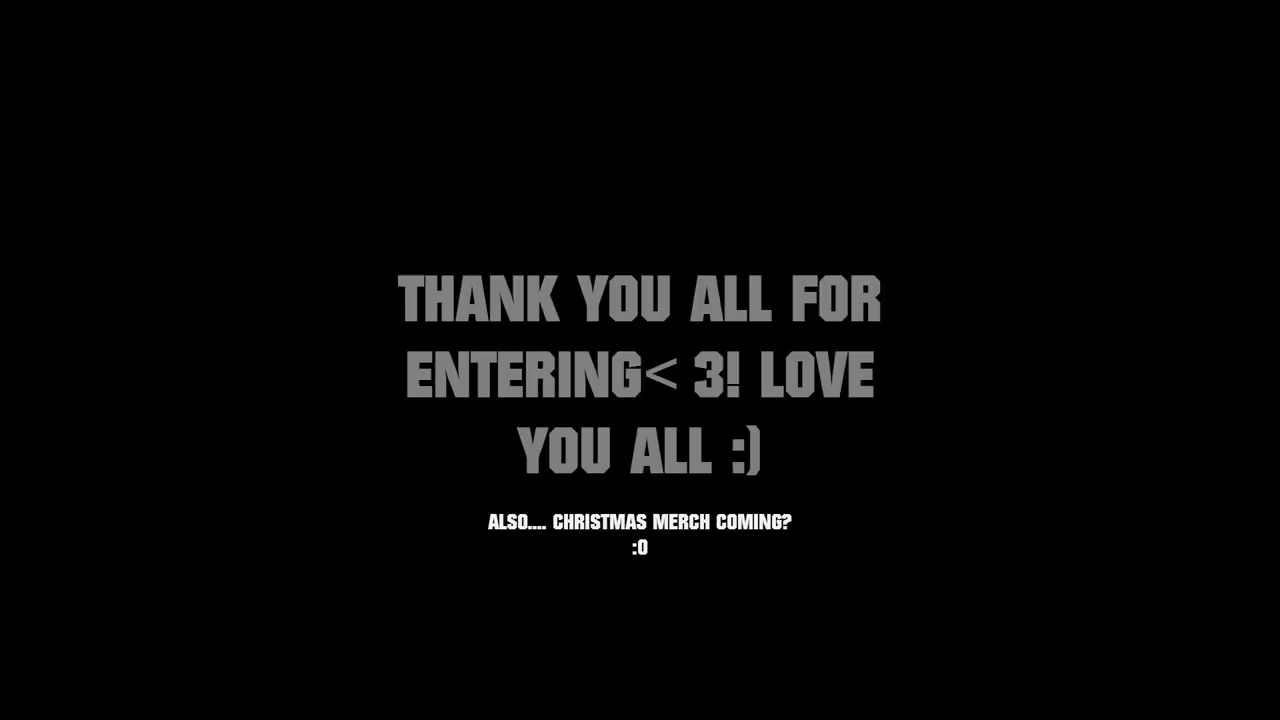 THANK YOU ALL FOR
ENTERING< 3! LOVE
YOU ALL :)
ALSO.... CHRISTMAS MERCH COMING?
:O